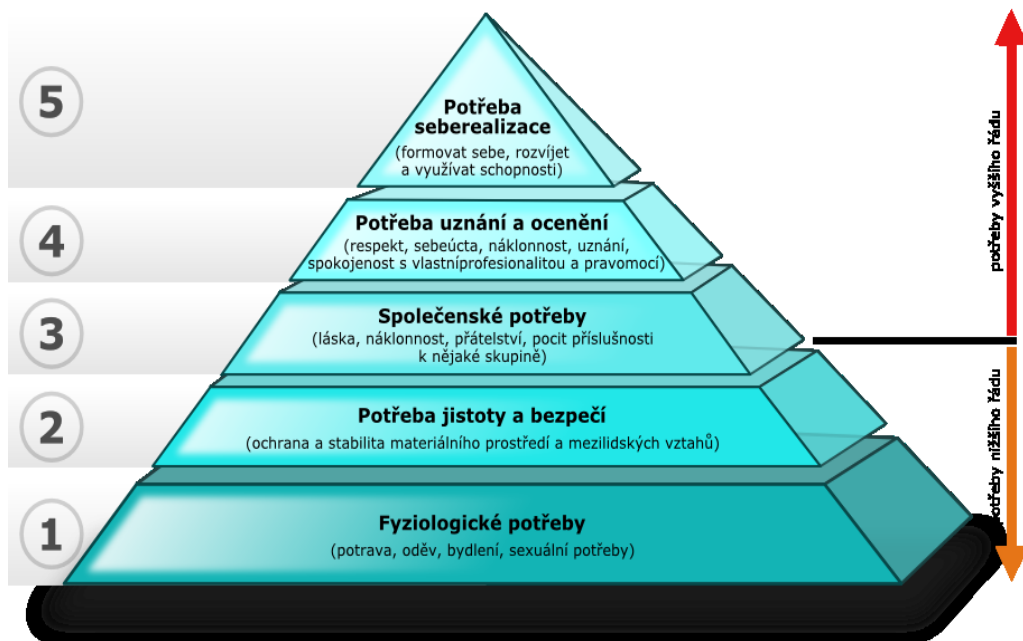 5
Potřeba
seberealizace
(formovat sebe, rozvíjet
a využívat schopnosti)
4
Potřeba uznání a ocenění
(respekt, sebeúcta, náklonnost, uznání,
spokojenost s vlastníprofesionalitou a pravomocí)
3
Společenské potřeby
(láska, náklonnost, přátelství, pocit příslušnosti
k nějaké skupině)
2
Potřeba jistoty a bezpečí
(ochrana a stabilita materiálního prostředí a mezilidských vztahů)
1
Fyziologické potřeby
(potrava, oděv, bydlení, sexuální potřeby)
potřeby vyššího řádu
potřeby nižšího řádu